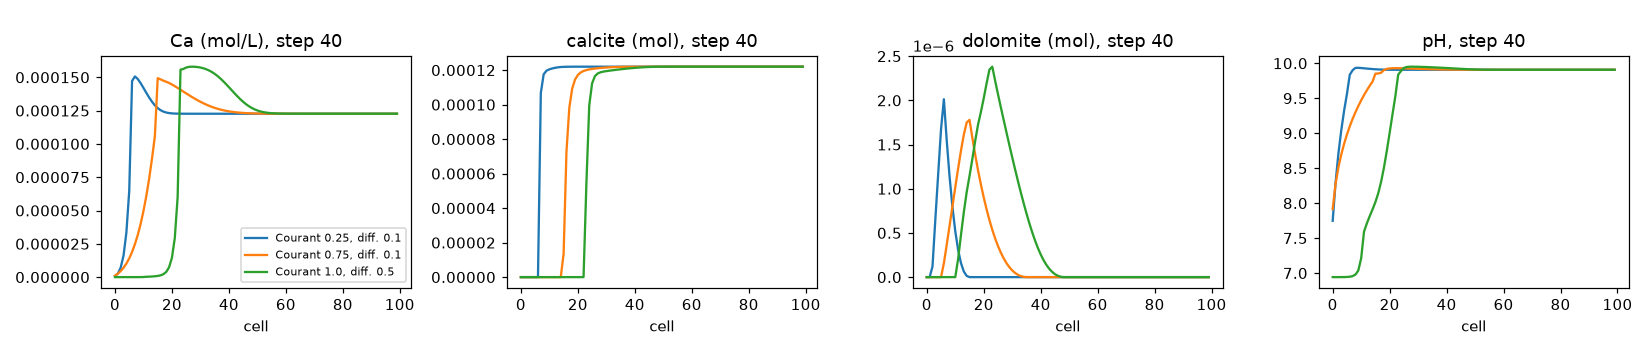 Ca (mol/L), step 40
0.000150
0.000125
0.000100
0.000075
0.000050
0.000025
0.000000
0 20 40 60 80 100
cell
Courant 0.25, diff. 0.1
Courant 0.75, diff. 0.1
Courant 1.0, diff. 0.5
calcite (mol), step 40
0.00012
0.00010
0.00008
0.00006
0.00004
0.00002
0.00000
0 20 40 60 80 100
cell
1e−6 dolomite (mol), step 40
2.5
2.0
1.5
1.0
0.5
0.0
0 20 40 60 80 100
cell
pH, step 40
10.0
9.5
9.0
8.5
8.0
7.5
7.0
0 20 40 60 80 100
cell